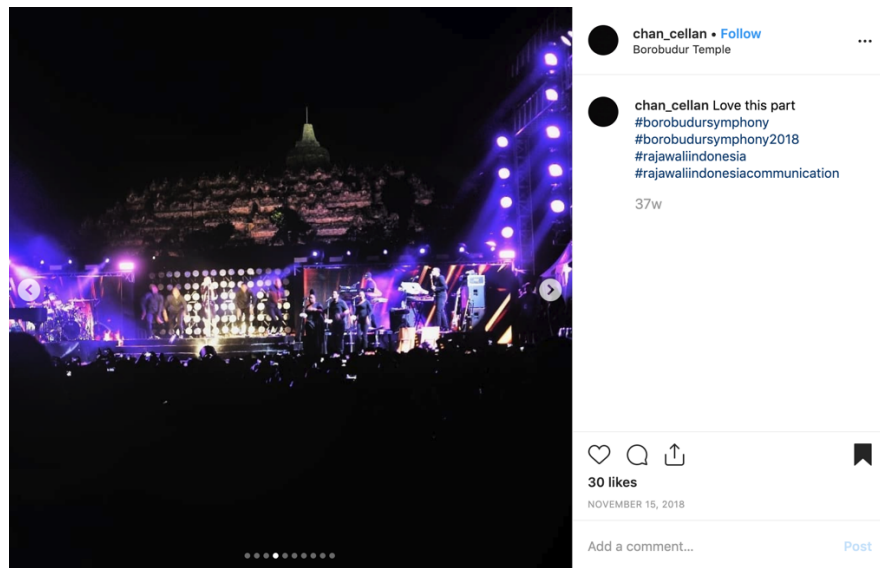 chan_cellan • Follow
Borobudur Temple
chan_cellan Love this part
#borobudursymphony
#borobudursymphony2018
#rajawaliindonesia
#rajawaliindonesiacommunication
37w
30 likes
NOVEMBER 15, 2018
Add a comment... Post